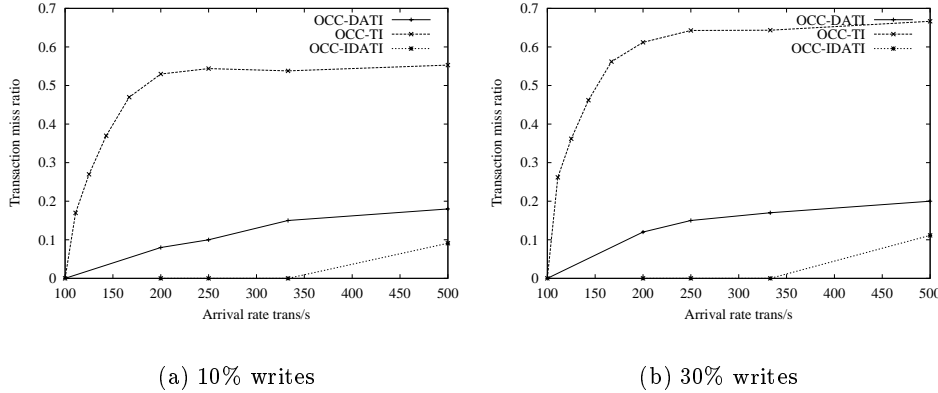 0.7
0.6
0.5
0.4
0.3
0.2
0.1
0
Transaction miss ratio
OCC-DATI
OCC-TI
OCC-IDATI
100 150 200 250 300 350 400 450 500
Arrival rate trans/s
(a) 10% writes
0.7
0.6
0.5
0.4
0.3
0.2
0.1
0
Transaction miss ratio
OCC-DATI
OCC-TI
OCC-IDATI
100 150 200 250 300 350 400 450 500
Arrival rate trans/s
(b) 30% writes